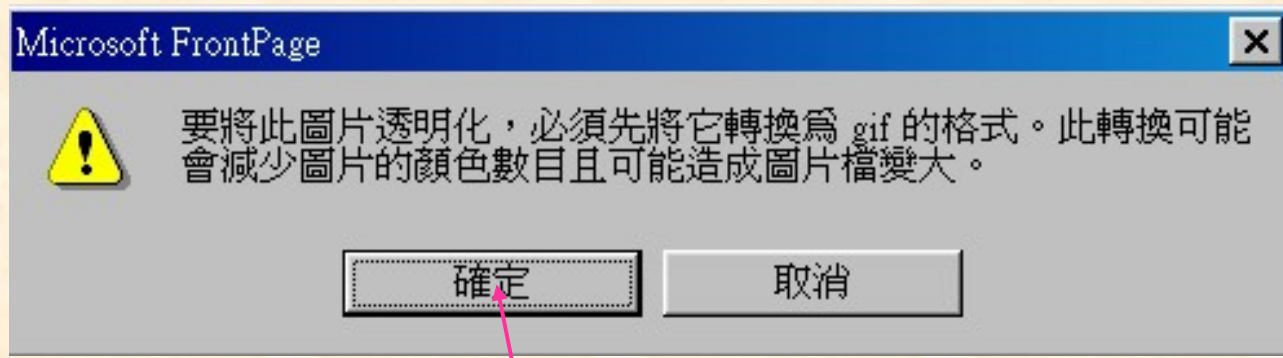 Microsoft FrontPage
要將此圖片透明化，必須先將它轉換爲 gif 的格式。此轉換可能
會減少圖片的顏色數目且可能造成圖片檔變大。
確定
取消